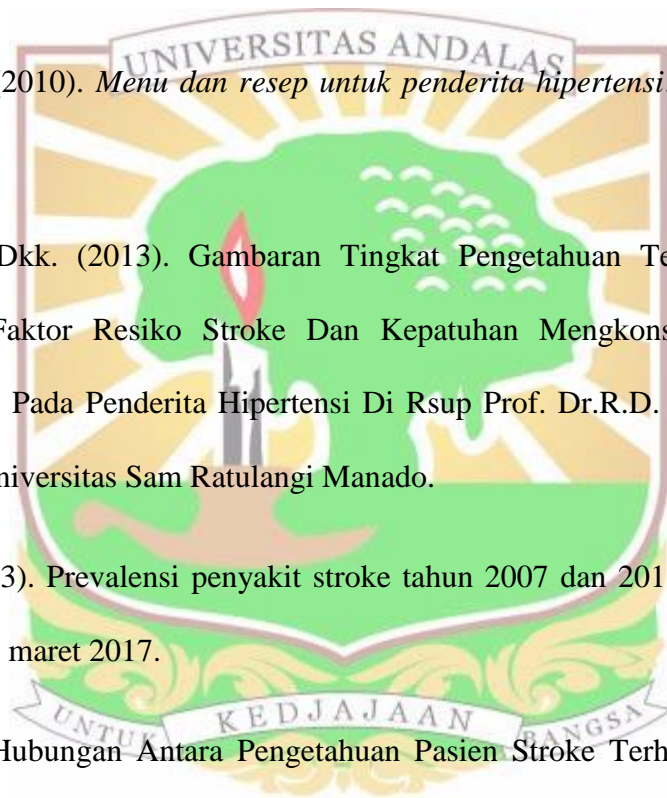 UNIVERSITAS ANDALAS
(2010). Menu dan resep untuk penderita hipertensi.
Dkk. (2013). Gambaran Tingkat Pengetahuan Te
Faktor Resiko Stroke Dan Kepatuhan Mengkons
Pada Penderita Hipertensi Di Rsup Prof. Dr.R.D.
niversitas Sam Ratulangi Manado.
3). Prevalensi penyakit stroke tahun 2007 dan 201
maret 2017.
UNTUK KEDJAJAAN BANGSA
Hubungan Antara Pengetahuan Pasien Stroke Terh